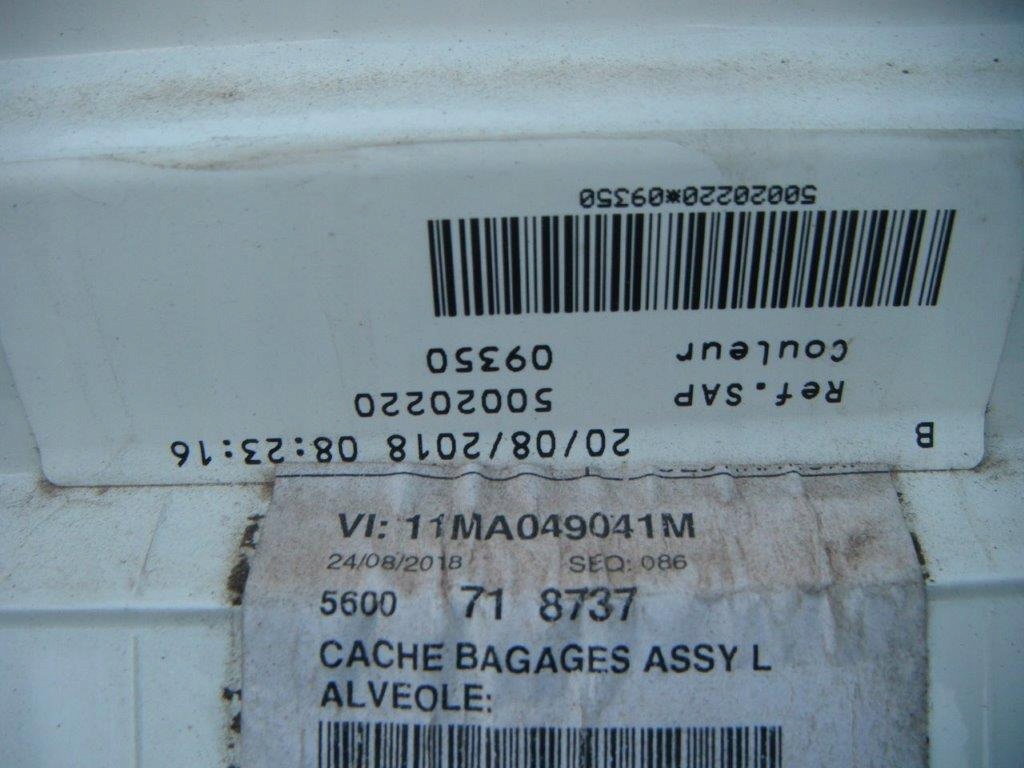 B 20/08/2018 08:23:16
Ref.SAP 50020220
Couleur 09350
50020220*09350
VI: 11MA049041M
24/08/2018 SEQ: 086
5600 71 8737
CACHE BAGAGES ASSY L
ALVEOLE: